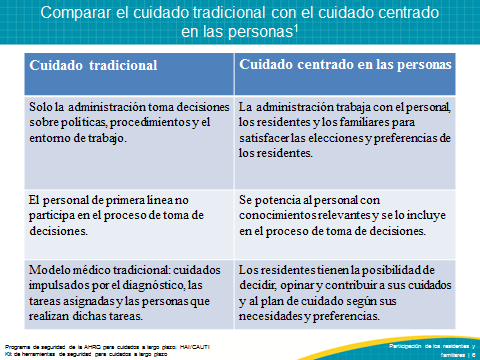 Comparar el cuidado tradicional con el cuidado centrado
en las personas1
Cuidado tradicional
Cuidado centrado en las personas
Solo la administración toma decisiones
sobre políticas, procedimientos y el
entorno de trabajo.
La administración trabaja con el personal,
los residentes y los familiares para
satisfacer las elecciones y preferencias de
los residentes.
El personal de primera línea no
participa en el proceso de toma de
decisiones.
Se potencia al personal con
conocimientos relevantes y se lo incluye
en el proceso de toma de decisiones.
Modelo médico tradicional: cuidados
impulsados por el diagnóstico, las
tareas asignadas y las personas que
realizan dichas tareas.
Los residentes tienen la posibilidad de
decidir, opinar y contribuir a sus cuidados
y al plan de cuidado según sus
necesidades y preferencias.
Programa de seguridad de la AHRQ para cuidados a largo plazo: HAI/CAUTI
Kit de herramientas de seguridad para cuidados a largo plazo
Participación de los residentes y
familiares | 6